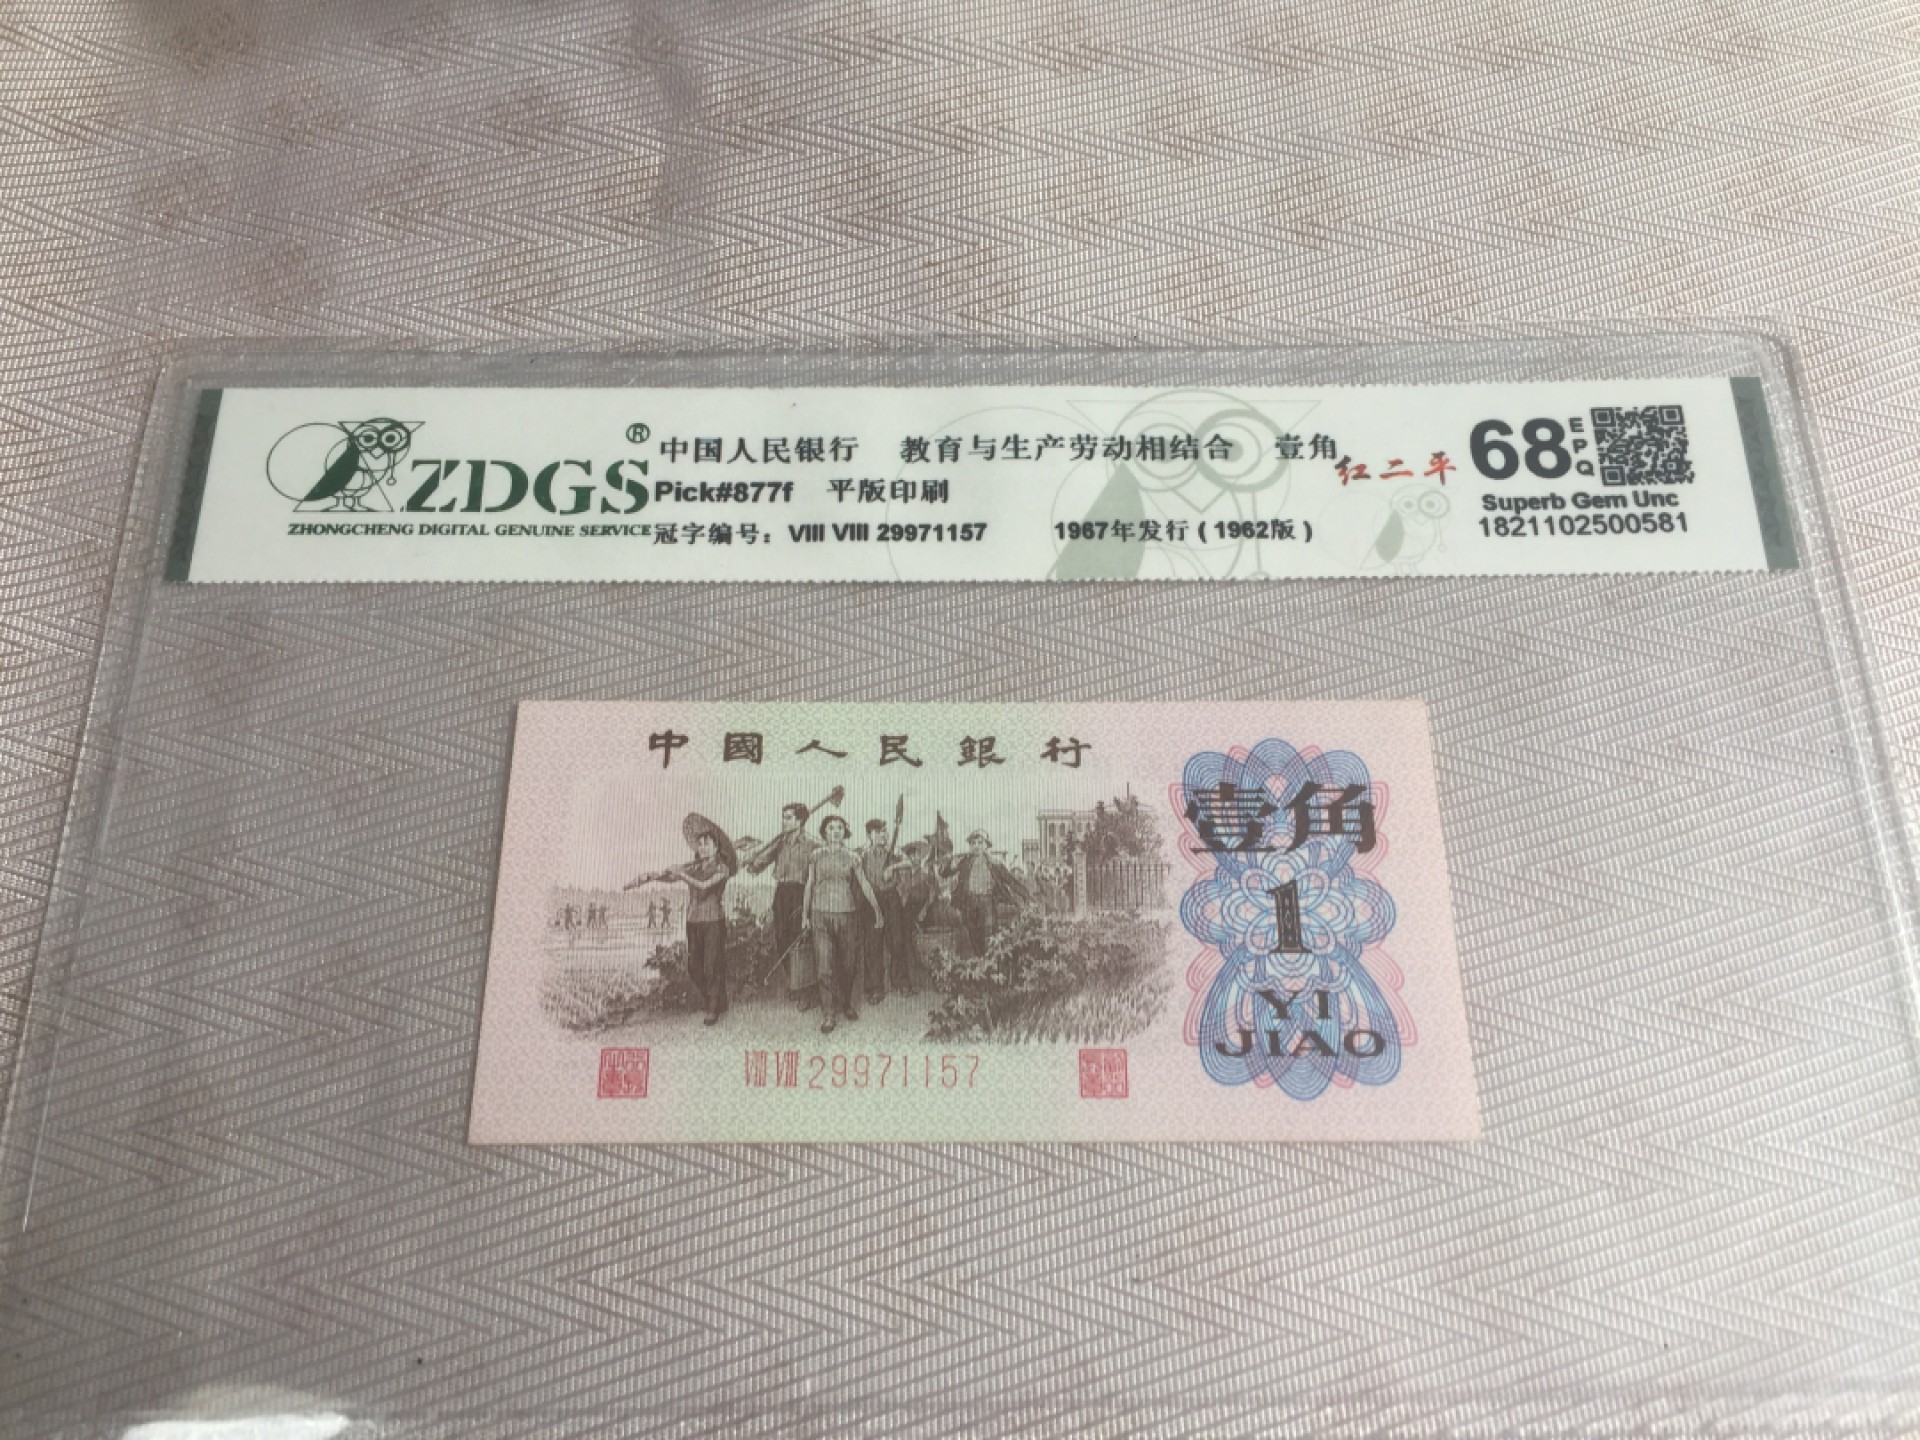 ZDGS®
ZHONGCHENG DIGITAL GENUINE SERVICE
中国人民银行 教育与生产劳动相结合 壹角
Pick#877f 平版印刷
冠字编号：VIII VIII 29971157 1967年发行（1962版）
红二平
68 EPQ
Superb Gem Unc
1821102500581
中國人民銀行
壹角
1
YI
JIAO
VIII VIII 29971157